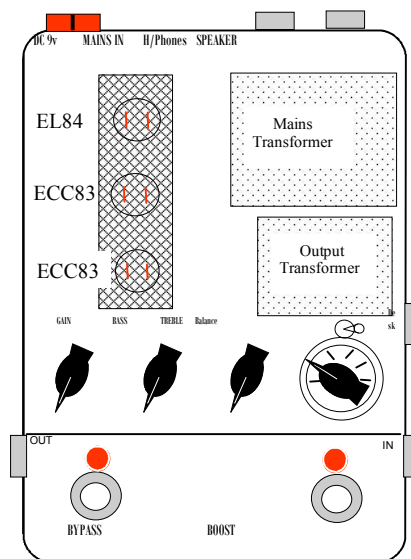 DC 9v MAINS IN H/Phones SPEAKER
EL84
Mains
Transformer
ECC83
ECC83
Output
Transformer
GAIN BASS TREBLE Balance
sk
OUT
IN
BYPASS BOOST